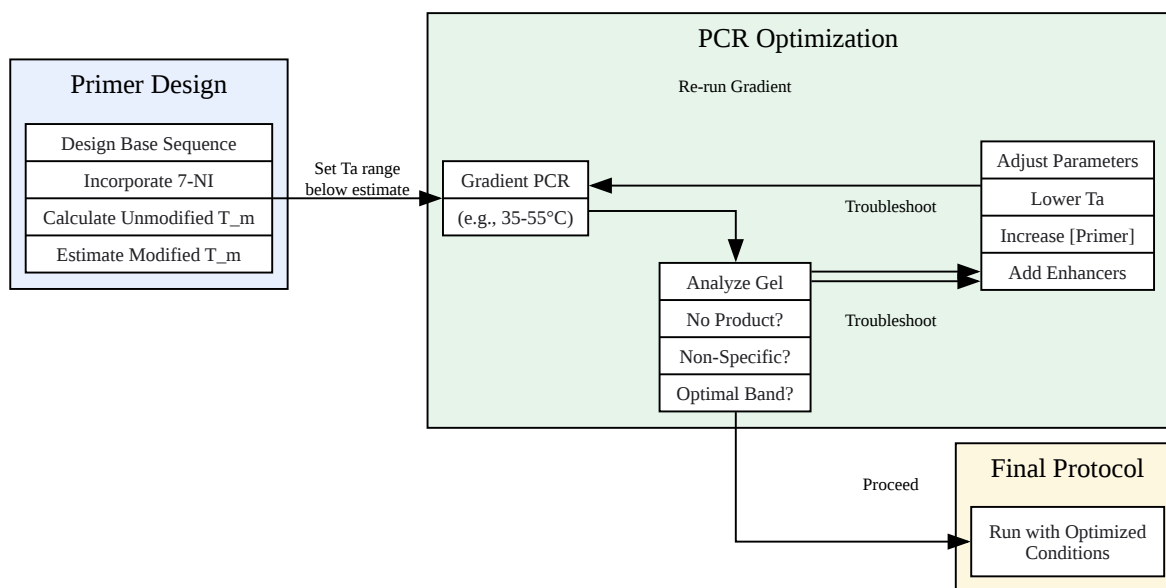 Primer Design
Design Base Sequence
Incorporate 7-NI
Calculate Unmodified T_m
Estimate Modified T_m
Set Ta range
below estimate
PCR Optimization
Re-run Gradient
Gradient PCR
(e.g., 35-55°C)
Troubleshoot
Adjust Parameters
Lower Ta
Increase [Primer]
Add Enhancers
Analyze Gel
No Product?
Non-Specific?
Optimal Band?
Troubleshoot
Proceed
Final Protocol
Run with Optimized
Conditions